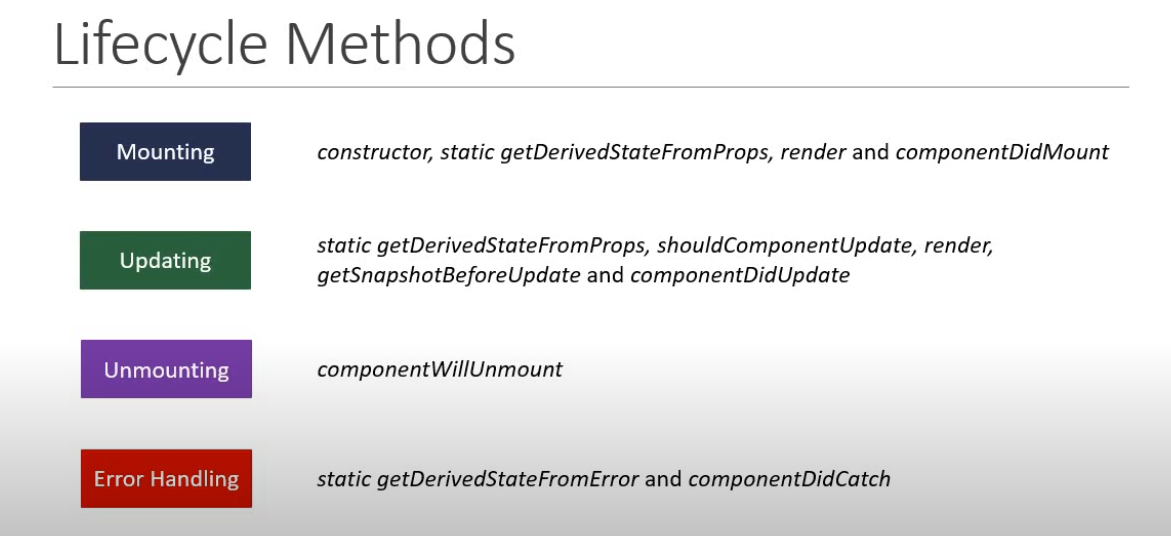 Lifecycle Methods
Mounting
constructor, static getDerivedStateFromProps, render and componentDidMount
Updating
static getDerivedStateFromProps, shouldComponentUpdate, render,
getSnapshotBeforeUpdate and componentDidUpdate
Unmounting
componentWillUnmount
Error Handling
static getDerivedStateFromError and componentDidCatch